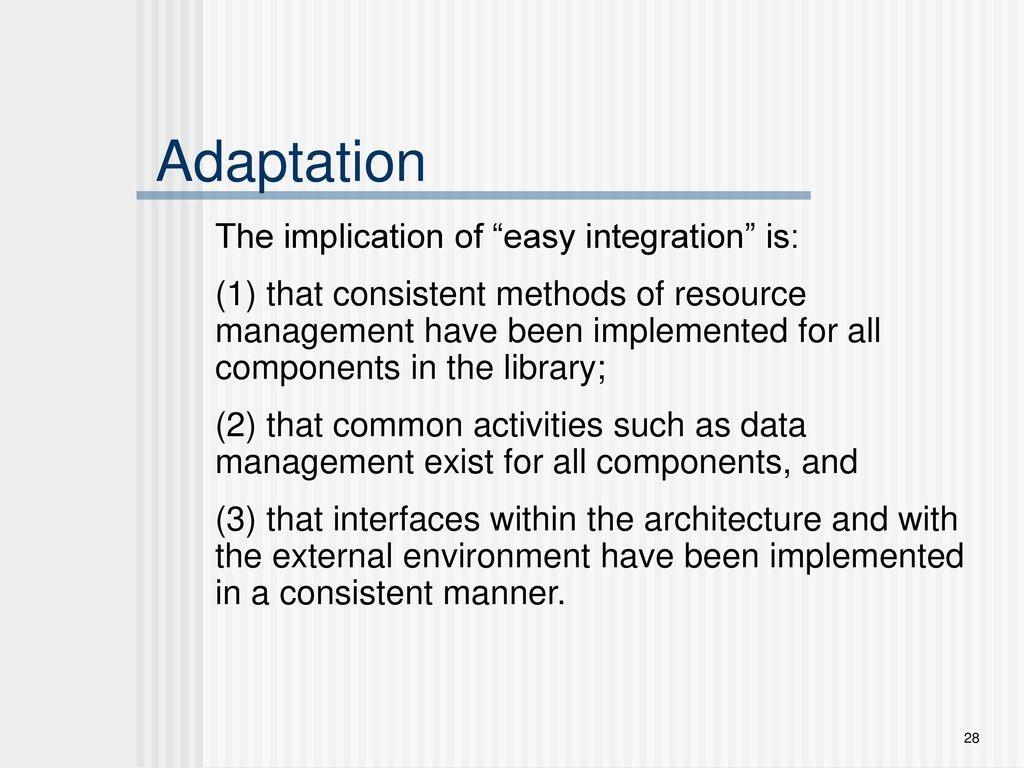 Adaptation
The implication of “easy integration” is:
(1) that consistent methods of resource
management have been implemented for all
components in the library;
(2) that common activities such as data
management exist for all components, and
(3) that interfaces within the architecture and with
the external environment have been implemented
in a consistent manner.
28